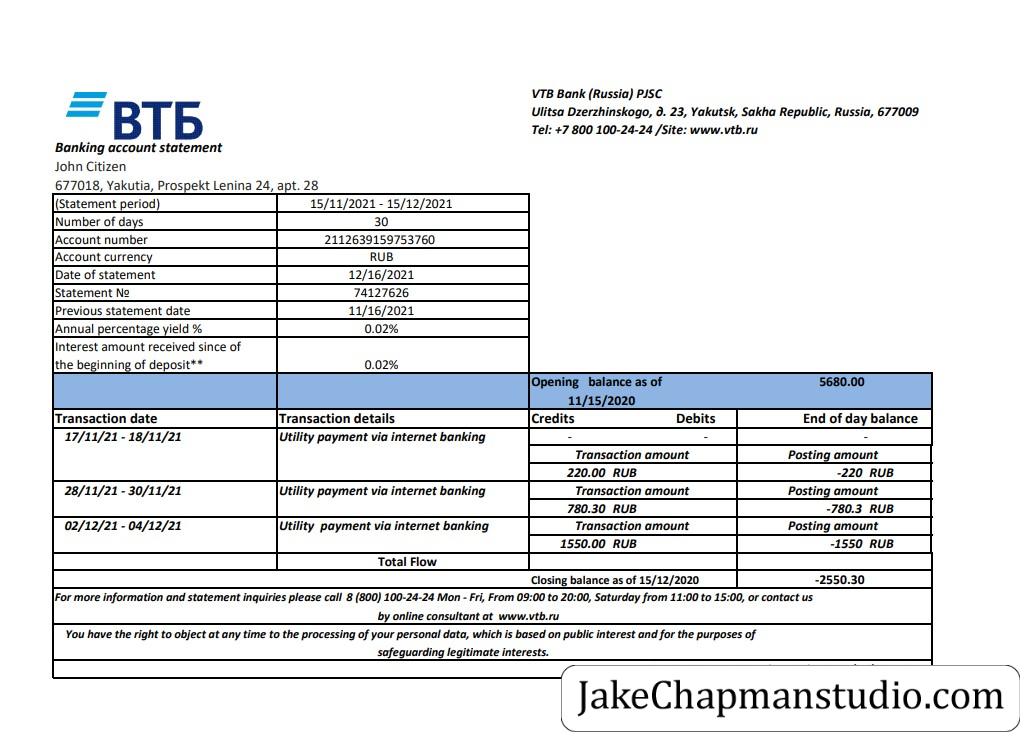 ВТБ
VTB Bank (Russia) PJSC
Ulitsa Dzerzhinskogo, д. 23, Yakutsk, Sakha Republic, Russia, 677009
Tel: +7 800 100-24-24 /Site: www.vtb.ru
Banking account statement
John Citizen
677018, Yakutia, Prospekt Lenina 24, apt. 28
(Statement period) 15/11/2021 - 15/12/2021
Number of days 30
Account number 2112639159753760
Account currency RUB
Date of statement 12/16/2021
Statement № 74127626
Previous statement date 11/16/2021
Annual percentage yield % 0.02%
Interest amount received since of
the beginning of deposit** 0.02%
Opening balance as of 5680.00
11/15/2020
Transaction date Transaction details Credits Debits End of day balance
17/11/21 - 18/11/21 Utility payment via internet banking - - -
Transaction amount Posting amount
220.00 RUB -220 RUB
28/11/21 - 30/11/21 Utility payment via internet banking Transaction amount Posting amount
780.30 RUB -780.3 RUB
02/12/21 - 04/12/21 Utility payment via internet banking Transaction amount Posting amount
1550.00 RUB -1550 RUB
Total Flow
Closing balance as of 15/12/2020 -2550.30
For more information and statement inquiries please call 8 (800) 100-24-24 Mon - Fri, From 09:00 to 20:00, Saturday from 11:00 to 15:00, or contact us
by online consultant at www.vtb.ru
You have the right to object at any time to the processing of your personal data, which is based on public interest and for the purposes of
safeguarding legitimate interests.
JakeChapmanstudio.com